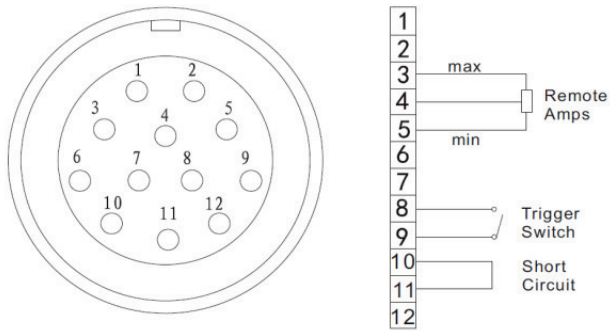 1 2
3 4 5
6 7 8 9
10 11 12
1
2
3 max
4 Remote
Amps
5 min
6
7
8 Trigger
9 Switch
10 Short
11 Circuit
12